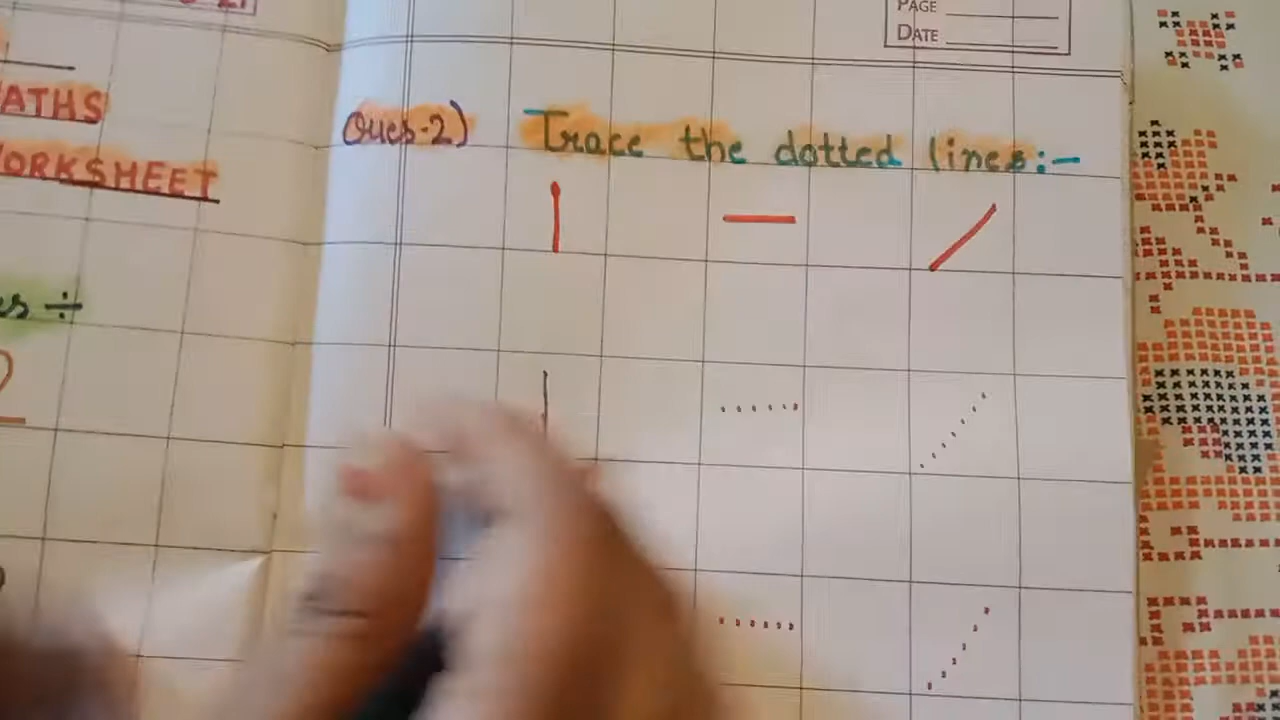 PAGE
DATE
ATHS
ORKSHEET
Ques-2) Trace the dotted lines:-